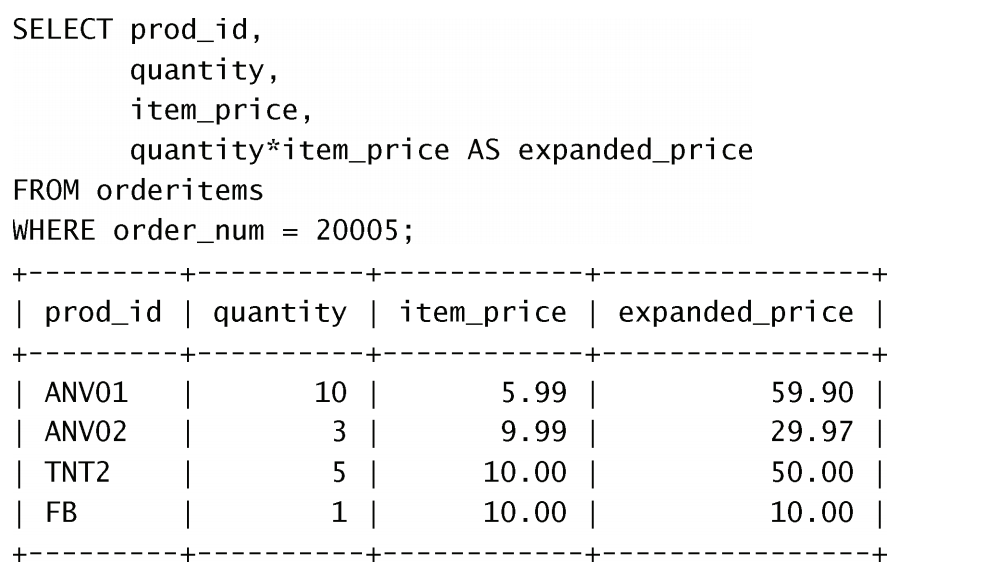 SELECT prod_id,
       quantity,
       item_price,
       quantity*item_price AS expanded_price
FROM orderitems
WHERE order_num = 20005;
+---------+----------+------------+----------------+
| prod_id | quantity | item_price | expanded_price |
+---------+----------+------------+----------------+
| ANV01   |       10 |       5.99 |          59.90 |
| ANV02   |        3 |       9.99 |          29.97 |
| TNT2    |        5 |      10.00 |          50.00 |
| FB      |        1 |      10.00 |          10.00 |
+---------+----------+------------+----------------+